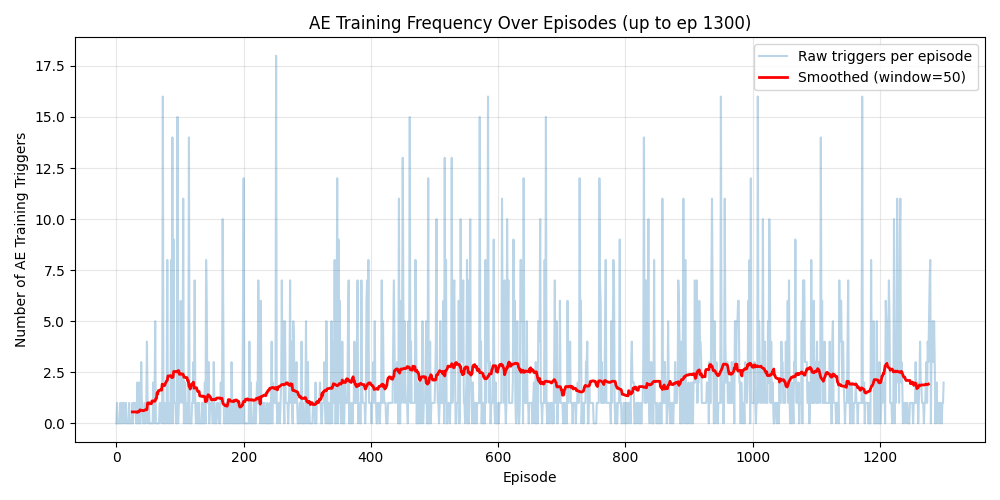 AE Training Frequency Over Episodes (up to ep 1300)
Raw triggers per episode
Smoothed (window=50)
Number of AE Training Triggers
17.5
15.0
12.5
10.0
7.5
5.0
2.5
0.0
0 200 400 600 800 1000 1200
Episode